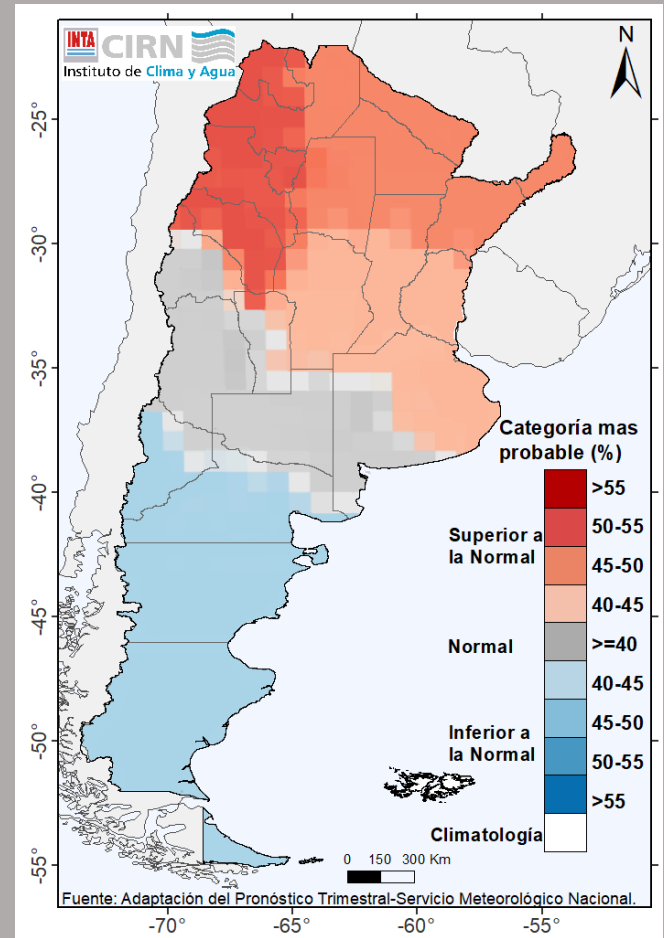 INTA CIRN
Instituto de Clima y Agua
N
-25°
-30°
-35°
-40°
-45°
-50°
-55°
Categoría mas
probable (%)
>55
50-55
Superior a
la Normal
45-50
40-45
Normal
>=40
40-45
45-50
Inferior a
la Normal
50-55
>55
Climatología
0 150 300 Km
Fuente: Adaptación del Pronóstico Trimestral-Servicio Meteorológico Nacional.
-70° -65° -60° -55°